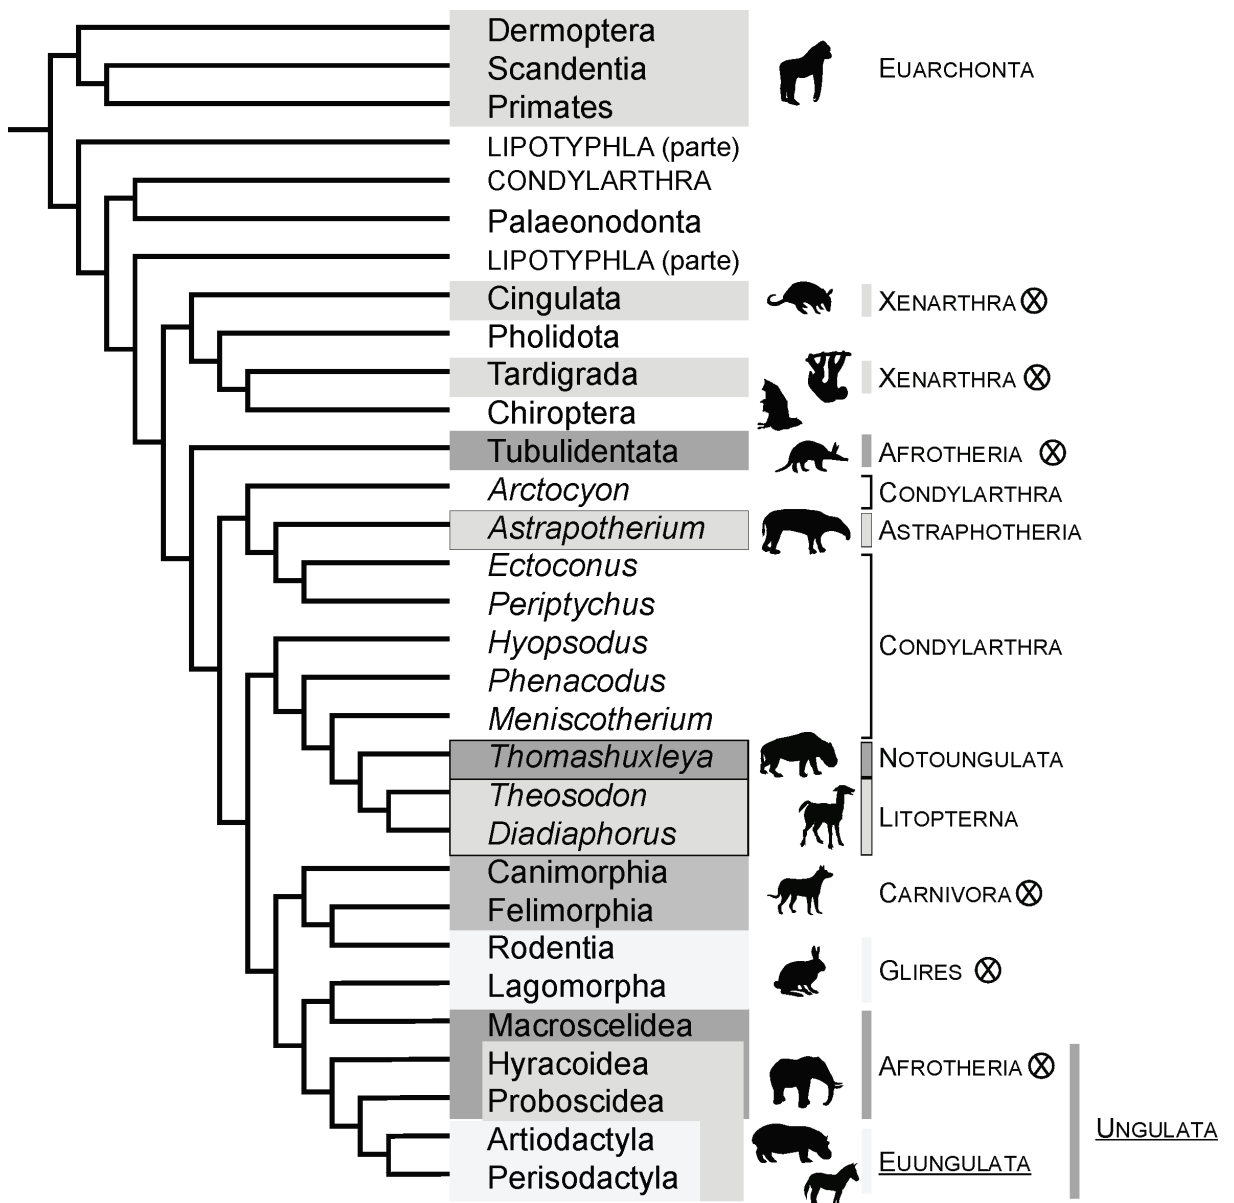 Dermoptera
Scandentia
EUARCHONTA
Primates
LIPOTYPHLA (parte)
CONDYLARTHRA
Palaeonodonta
LIPOTYPHLA (parte)
Cingulata
XENARTHRA
Pholidota
Tardigrada
XENARTHRA
Chiroptera
Tubulidentata
AFROTHERIA
Arctocyon
CONDYLARTHRA
Astrapotherium
ASTRAPHOTHERIA
Ectoconus
Periptychus
Hyopsodus
CONDYLARTHRA
Phenacodus
Meniscotherium
Thomashuxleya
NOTOUNGULATA
Theosodon
LITOPTERNA
Diadiaphorus
Canimorphia
CARNIVORA
Felimorphia
Rodentia
GLIRES
Lagomorpha
Macroscelidea
Hyracoidea
AFROTHERIA
Proboscidea
UNGULATA
Artiodactyla
EUUNGULATA
Perisodactyla